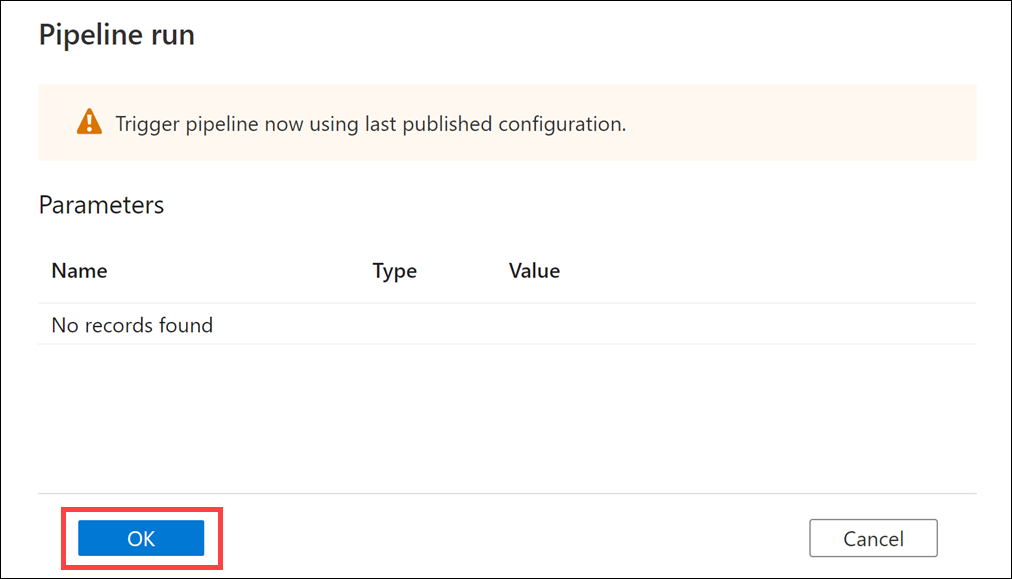 Pipeline run
Trigger pipeline now using last published configuration.
Parameters
Name Type Value
No records found
OK Cancel